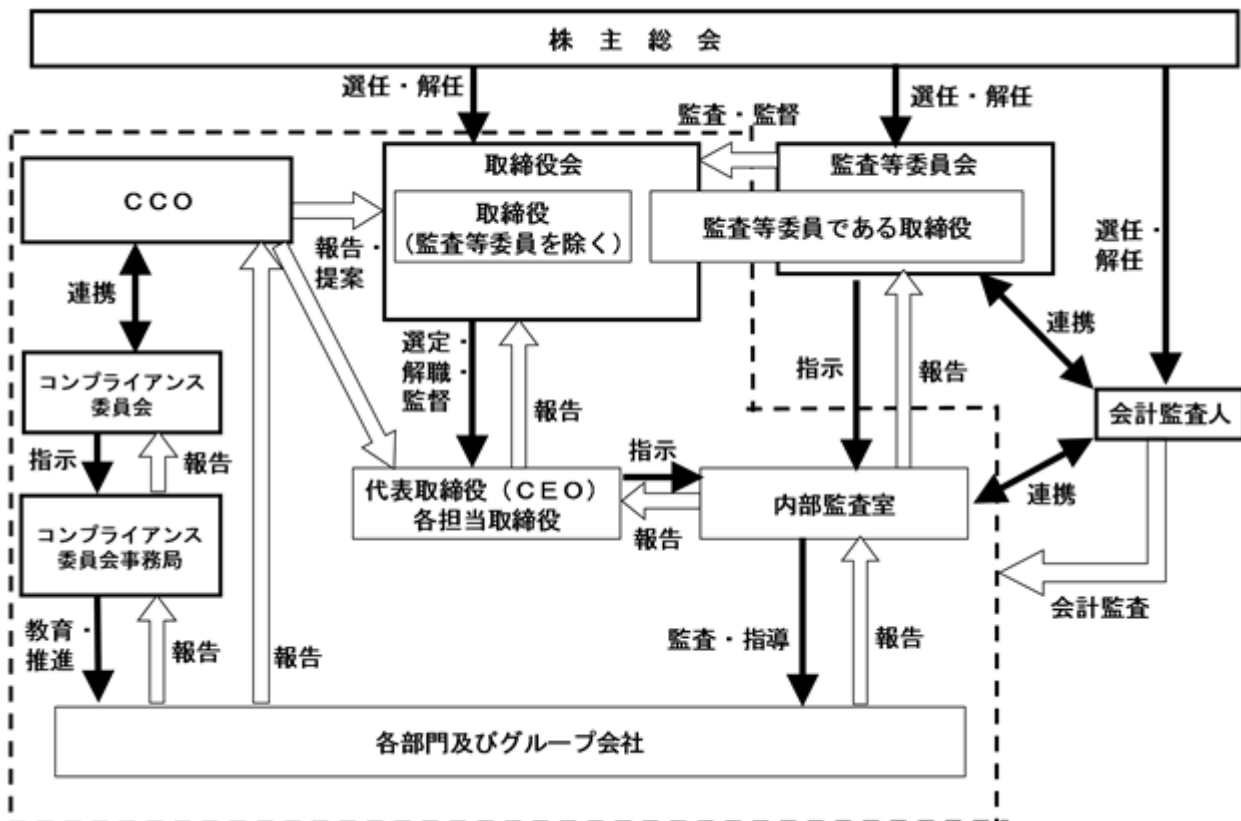 株 主 総 会
選任・解任
選任・解任
監査・監督
取締役会
監査等委員会
CCO
取締役
(監査等委員を除く)
監査等委員である取締役
報告・
提案
選任・
解任
連携
連携
選定・
解職・
監督
指示
報告
報告
コンプライアンス
委員会
会計監査人
指示
報告
指示
連携
代表取締役(CEO)
各担当取締役
内部監査室
報告
コンプライアンス
委員会事務局
会計監査
教育・
推進
報告
報告
監査・指導
報告
各部門及びグループ会社